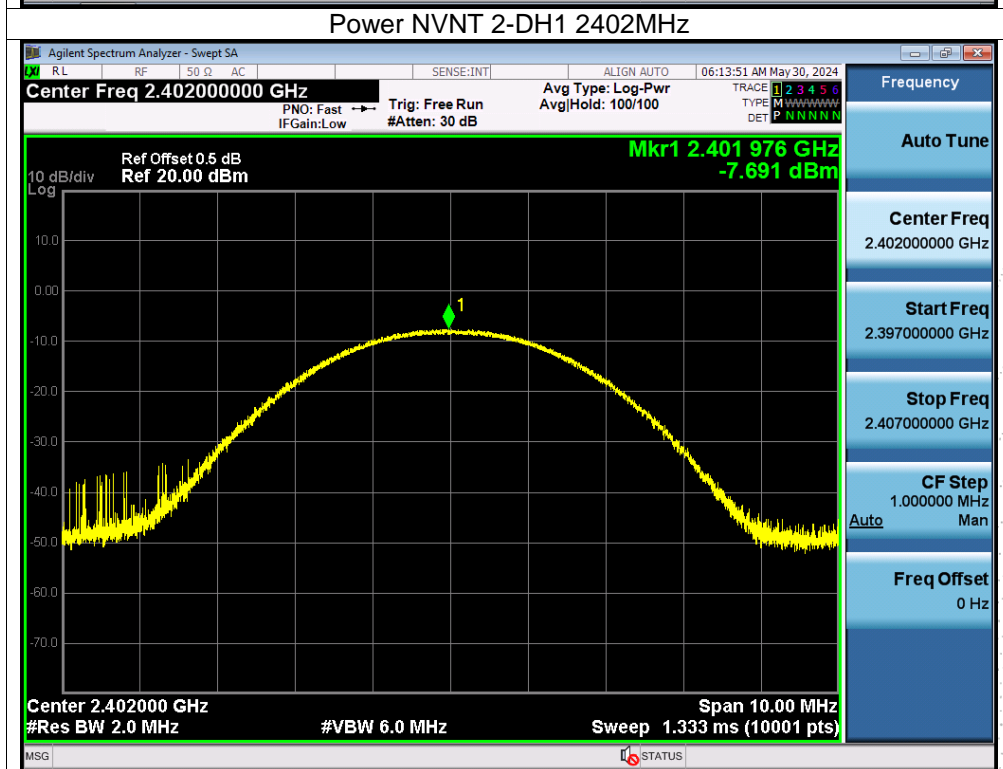 Power NVNT 2-DH1 2402MHz
Agilent Spectrum Analyzer - Swept SA
LXI RL RF 50 Ω AC SENSE:INT ALIGN AUTO 06:13:51 AM May 30, 2024
Center Freq 2.402000000 GHz
PNO: Fast
IFGain:Low
Trig: Free Run
#Atten: 30 dB
Avg Type: Log-Pwr
Avg|Hold: 100/100
TRACE 1 2 3 4 5 6
TYPE M WWWWW
DET P N N N N N
Ref Offset 0.5 dB
Ref 20.00 dBm
10 dB/div
Log
Mkr1 2.401 976 GHz
-7.691 dBm
10.0
0.00
-10.0
-20.0
-30.0
-40.0
-50.0
-60.0
-70.0
1
Center 2.402000 GHz
Span 10.00 MHz
#Res BW 2.0 MHz
#VBW 6.0 MHz
Sweep 1.333 ms (10001 pts)
MSG
STATUS
Frequency
Auto Tune
Center Freq
2.402000000 GHz
Start Freq
2.397000000 GHz
Stop Freq
2.407000000 GHz
CF Step
1.000000 MHz
Auto Man
Freq Offset
0 Hz